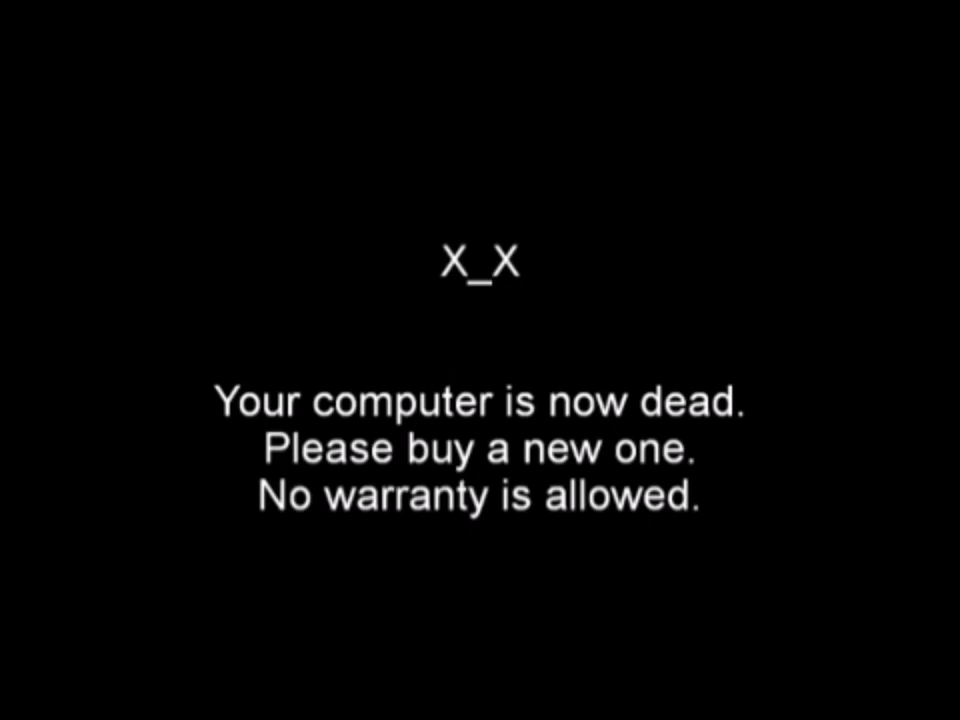 X_X
Your computer is now dead.
Please buy a new one.
No warranty is allowed.